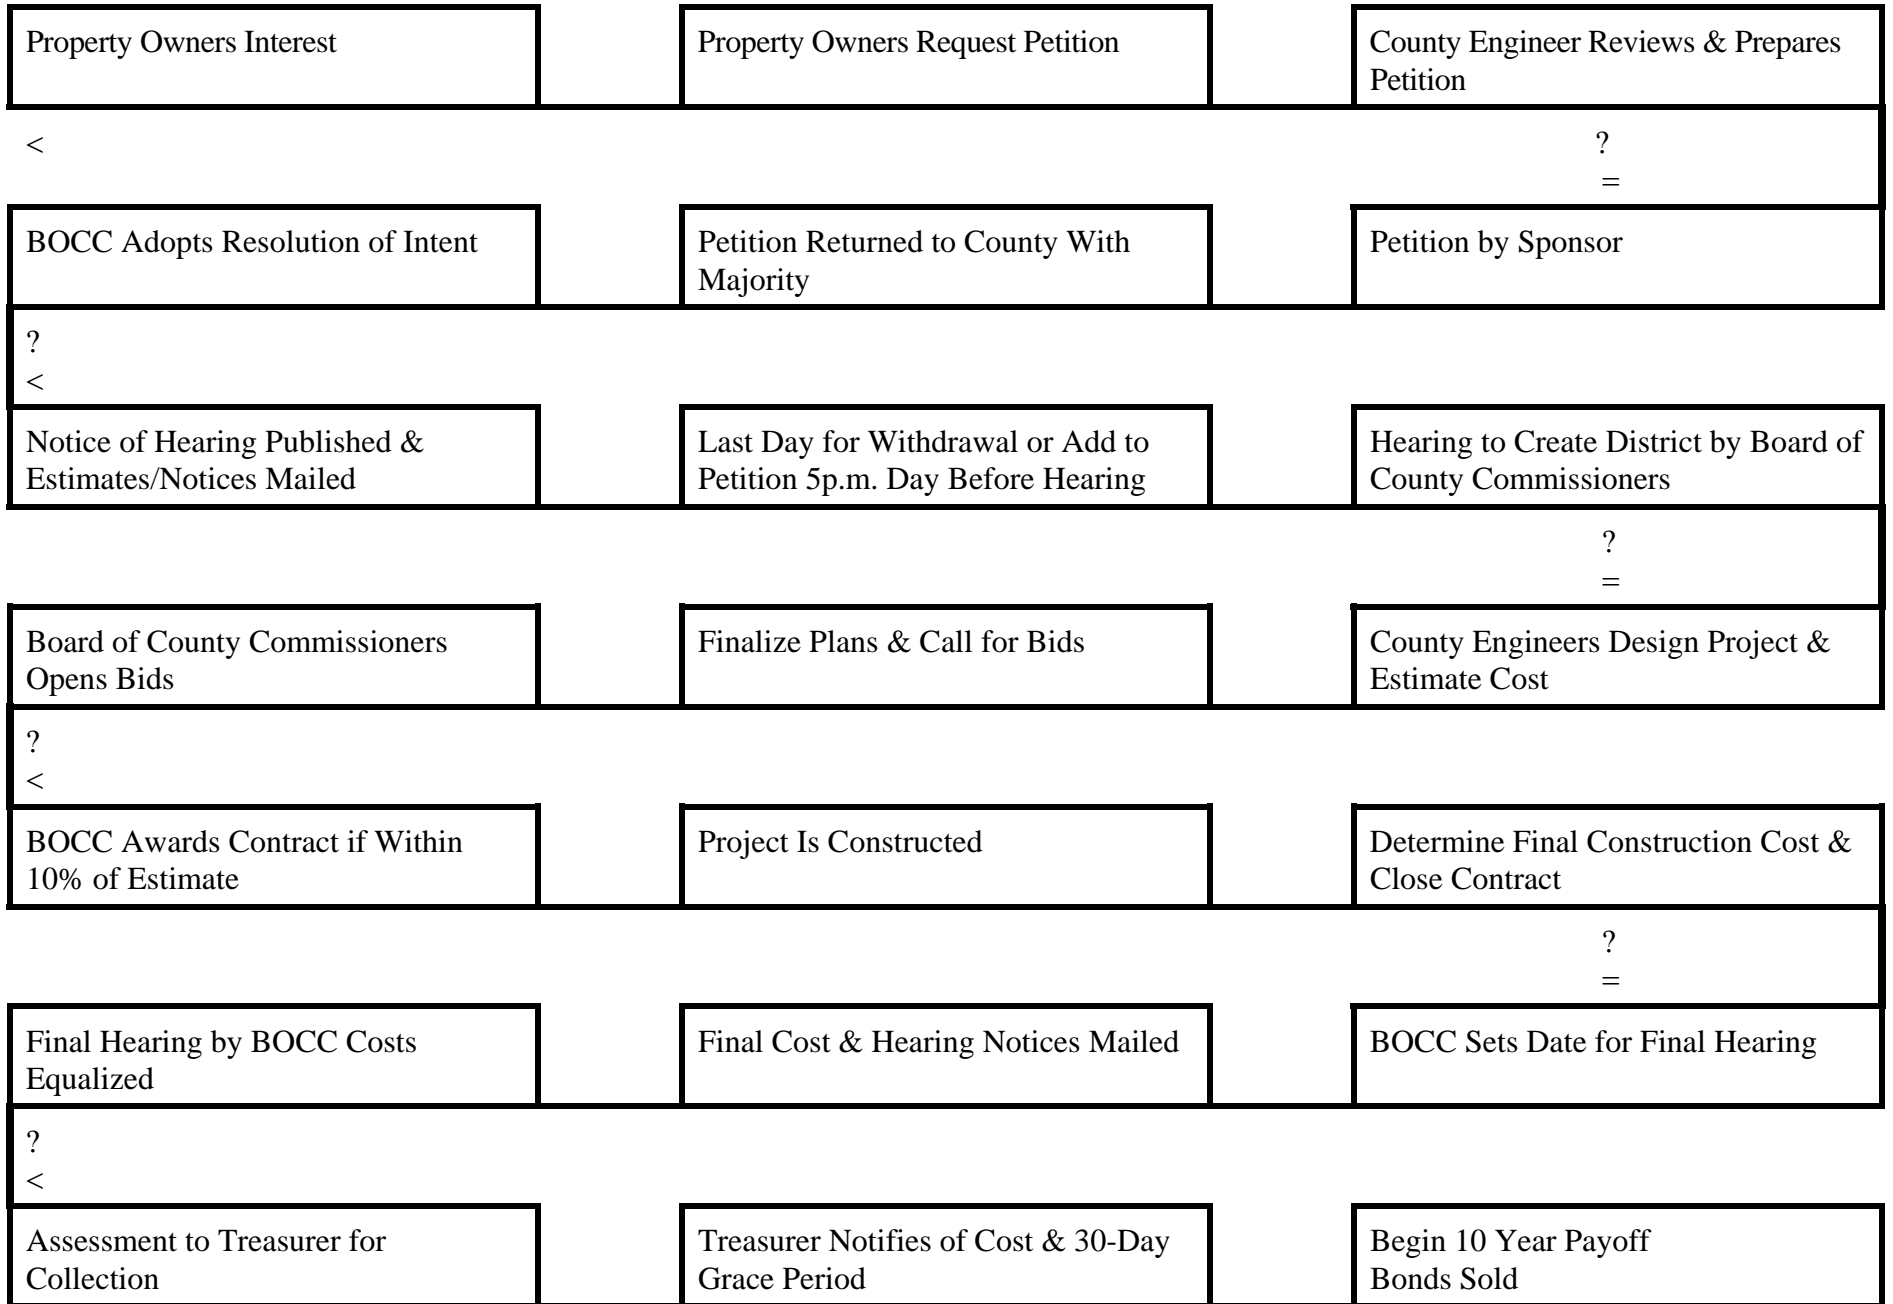 Property Owners Interest
Property Owners Request Petition
County Engineer Reviews & Prepares
Petition
<
?
=
BOCC Adopts Resolution of Intent
Petition Returned to County With
Majority
Petition by Sponsor
?
<
Notice of Hearing Published &
Estimates/Notices Mailed
Last Day for Withdrawal or Add to
Petition 5p.m. Day Before Hearing
Hearing to Create District by Board of
County Commissioners
?
=
Board of County Commissioners
Opens Bids
Finalize Plans & Call for Bids
County Engineers Design Project &
Estimate Cost
?
<
BOCC Awards Contract if Within
10% of Estimate
Project Is Constructed
Determine Final Construction Cost &
Close Contract
?
=
Final Hearing by BOCC Costs
Equalized
Final Cost & Hearing Notices Mailed
BOCC Sets Date for Final Hearing
?
<
Assessment to Treasurer for
Collection
Treasurer Notifies of Cost & 30-Day
Grace Period
Begin 10 Year Payoff
Bonds Sold